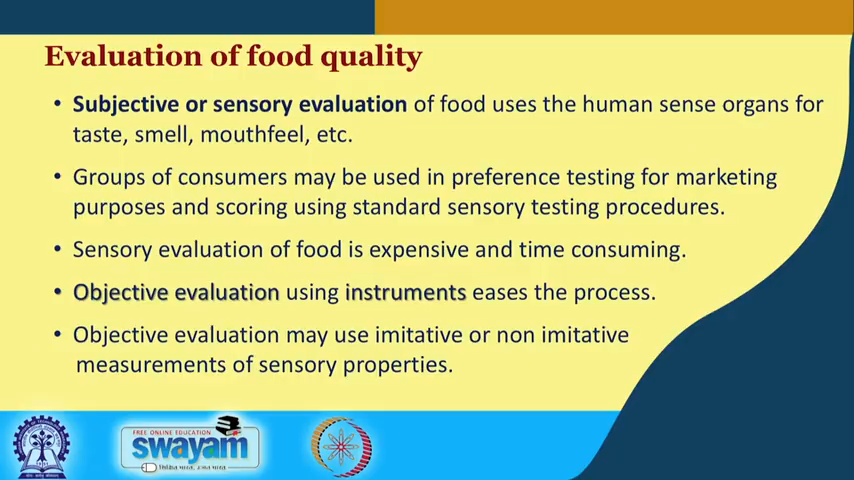 Evaluation of food quality
• Subjective or sensory evaluation of food uses the human sense organs for
taste, smell, mouthfeel, etc.
• Groups of consumers may be used in preference testing for marketing
purposes and scoring using standard sensory testing procedures.
• Sensory evaluation of food is expensive and time consuming.
• Objective evaluation using instruments eases the process.
• Objective evaluation may use imitative or non imitative
measurements of sensory properties.
FREE ONLINE EDUCATION
swayam